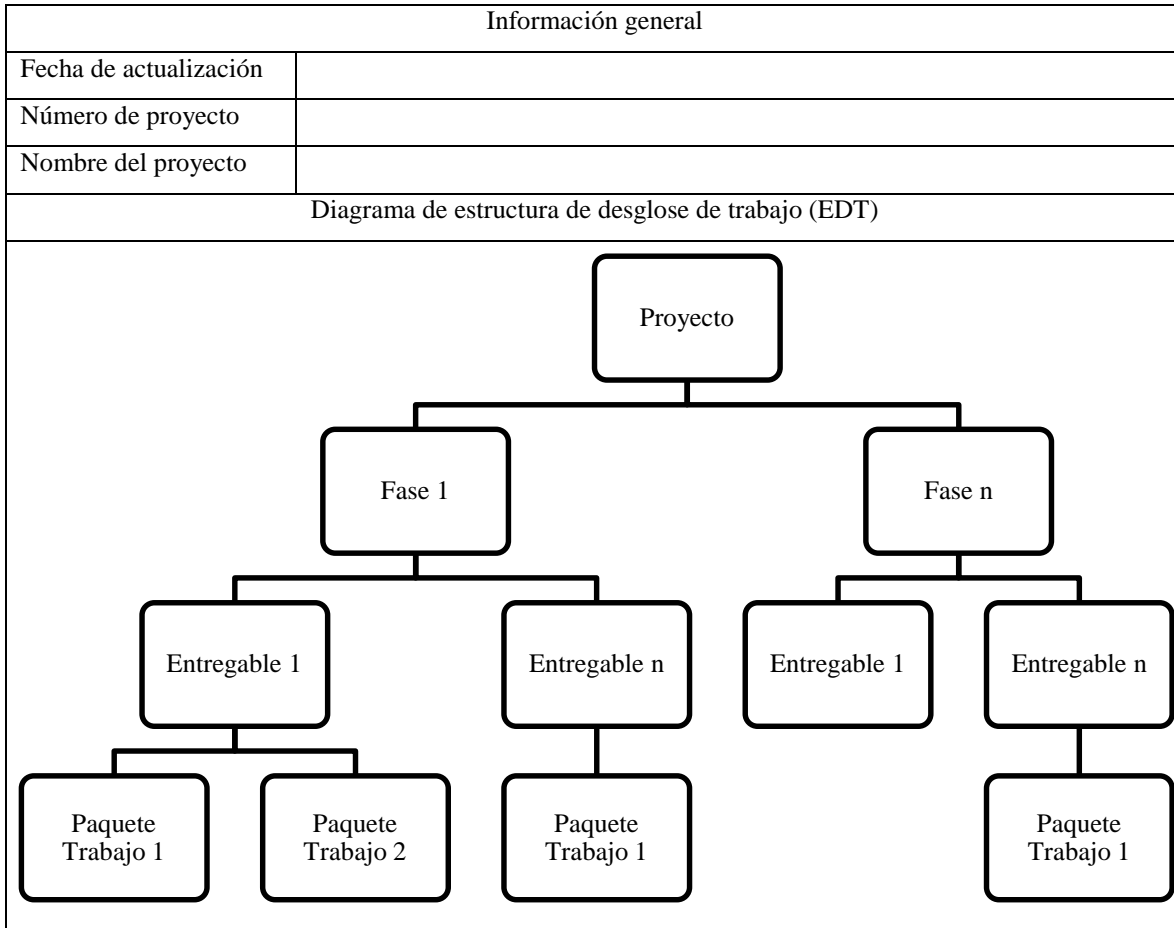 Información general
Fecha de actualización
Número de proyecto
Nombre del proyecto
Diagrama de estructura de desglose de trabajo (EDT)
Proyecto
Fase 1
Fase n
Entregable 1
Entregable n
Entregable 1
Entregable n
Paquete
Trabajo 1
Paquete
Trabajo 2
Paquete
Trabajo 1
Paquete
Trabajo 1